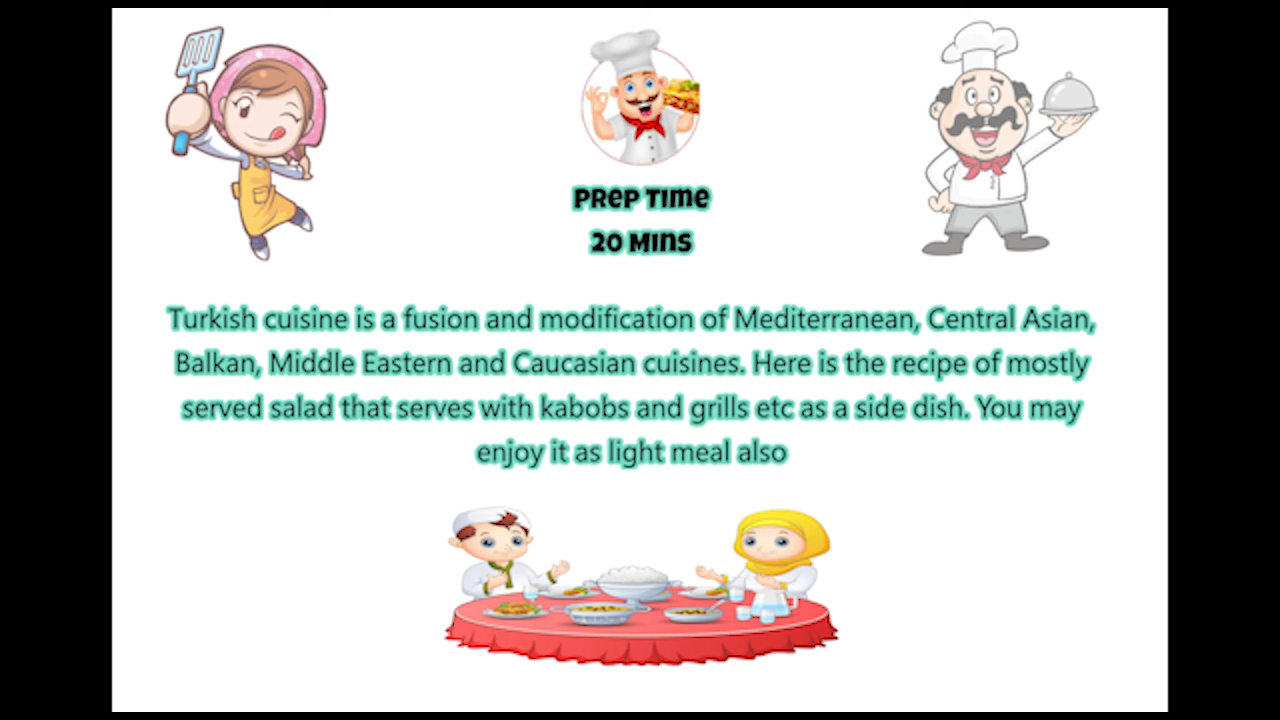 Prep Time
20 Mins
Turkish cuisine is a fusion and modification of Mediterranean, Central Asian,
Balkan, Middle Eastern and Caucasian cuisines. Here is the recipe of mostly
served salad that serves with kabobs and grills etc as a side dish. You may
enjoy it as light meal also